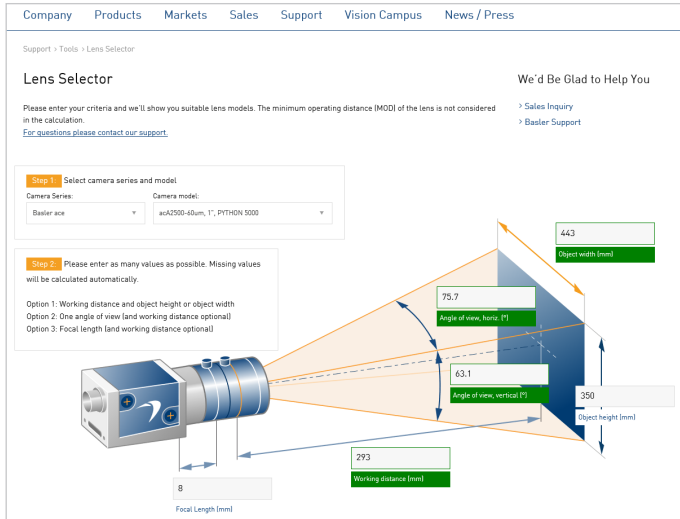 Company Products Markets Sales Support Vision Campus News / Press
Support > Tools > Lens Selector
Lens Selector
We'd Be Glad to Help You
Please enter your criteria and we'll show you suitable lens models. The minimum operating distance (MOD) of the lens is not considered
in the calculation.
For questions please contact our support.
> Sales Inquiry
> Basler Support
Step 1: Select camera series and model
Camera Series: Camera model:
Basler ace acA2500-60um, 1", PYTHON 5000
Step 2: Please enter as many values as possible. Missing values
will be calculated automatically.
Option 1: Working distance and object height or object width
Option 2: One angle of view (and working distance optional)
Option 3: Focal length (and working distance optional)
443
Object width (mm)
75.7
Angle of view, horiz. (°)
63.1
Angle of view, vertical (°)
350
Object height (mm)
293
Working distance (mm)
8
Focal Length (mm)